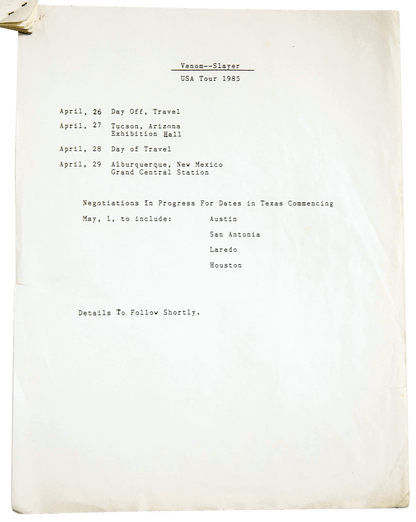 Venom--Slayer
USA Tour 1985
April, 26 Day Off, Travel
April, 27 Tucson, Arizona
Exhibition Hall
April, 28 Day of Travel
April, 29 Alburquerque, New Mexico
Grand Central Station
Negotiations In Progress For Dates in Texas Commencing
May, 1, to include: Austin
San Antonia
Laredo
Houston
Details To Follow Shortly.